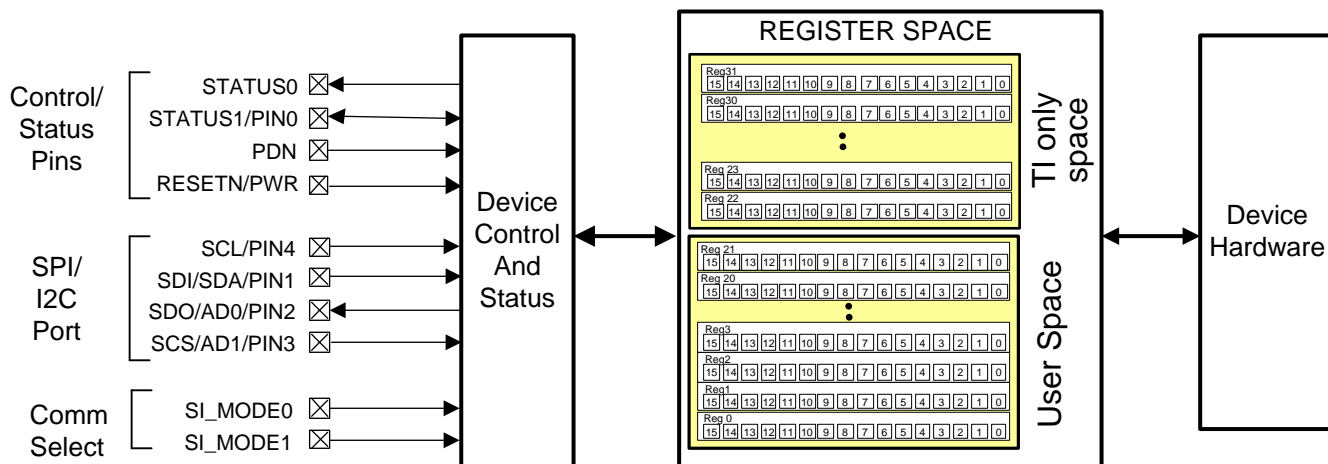 Control/
Status
Pins
STATUS0
STATUS1/PIN0
PDN
RESETN/PWR
SPI/
I2C
Port
SCL/PIN4
SDI/SDA/PIN1
SDO/AD0/PIN2
SCS/AD1/PIN3
Comm
Select
SI_MODE0
SI_MODE1
Device
Control
And
Status
REGISTER SPACE
Reg31
15 14 13 12 11 10 9 8 7 6 5 4 3 2 1 0
Reg30
15 14 13 12 11 10 9 8 7 6 5 4 3 2 1 0
Reg 23
15 14 13 12 11 10 9 8 7 6 5 4 3 2 1 0
Reg 22
15 14 13 12 11 10 9 8 7 6 5 4 3 2 1 0
TI only
space
Reg 21
15 14 13 12 11 10 9 8 7 6 5 4 3 2 1 0
Reg 20
15 14 13 12 11 10 9 8 7 6 5 4 3 2 1 0
Reg3
15 14 13 12 11 10 9 8 7 6 5 4 3 2 1 0
Reg2
15 14 13 12 11 10 9 8 7 6 5 4 3 2 1 0
Reg1
15 14 13 12 11 10 9 8 7 6 5 4 3 2 1 0
Reg 0
15 14 13 12 11 10 9 8 7 6 5 4 3 2 1 0
User Space
Device
Hardware